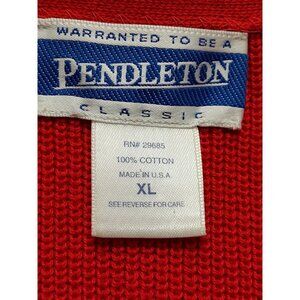 WARRANTED TO BE A
PENDLETON
CLASSIC
RN# 29685
100% COTTON
MADE IN U.S.A.
XL
SEE REVERSE FOR CARE